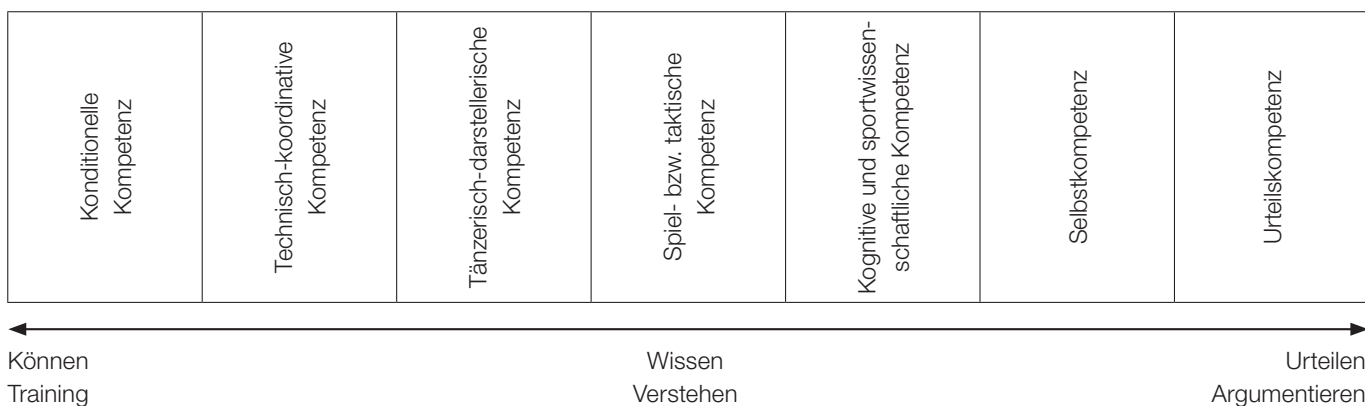 Konditionelle
Kompetenz
Technisch-koordinative
Kompetenz
Tänzerisch-darstellerische
Kompetenz
Spiel- bzw. taktische
Kompetenz
Kognitive und sportwissen-
schaftliche Kompetenz
Selbstkompetenz
Urteilskompetenz
Können
Training
Wissen
Verstehen
Urteilen
Argumentieren